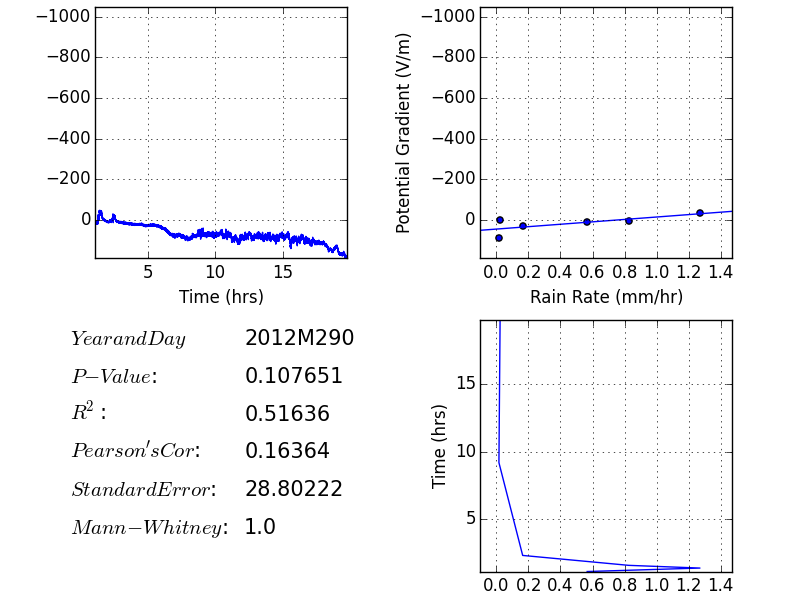 −1000
−800
−600
−400
−200
0
5 10 15
Time (hrs)
Potential Gradient (V/m)
−1000
−800
−600
−400
−200
0
0.0 0.2 0.4 0.6 0.8 1.0 1.2 1.4
Rain Rate (mm/hr)
YearandDay 2012M290
P−Value: 0.107651
R²: 0.51636
Pearson'sCor: 0.16364
StandardError: 28.80222
Mann−Whitney: 1.0
Time (hrs)
15
10
5
0.0 0.2 0.4 0.6 0.8 1.0 1.2 1.4